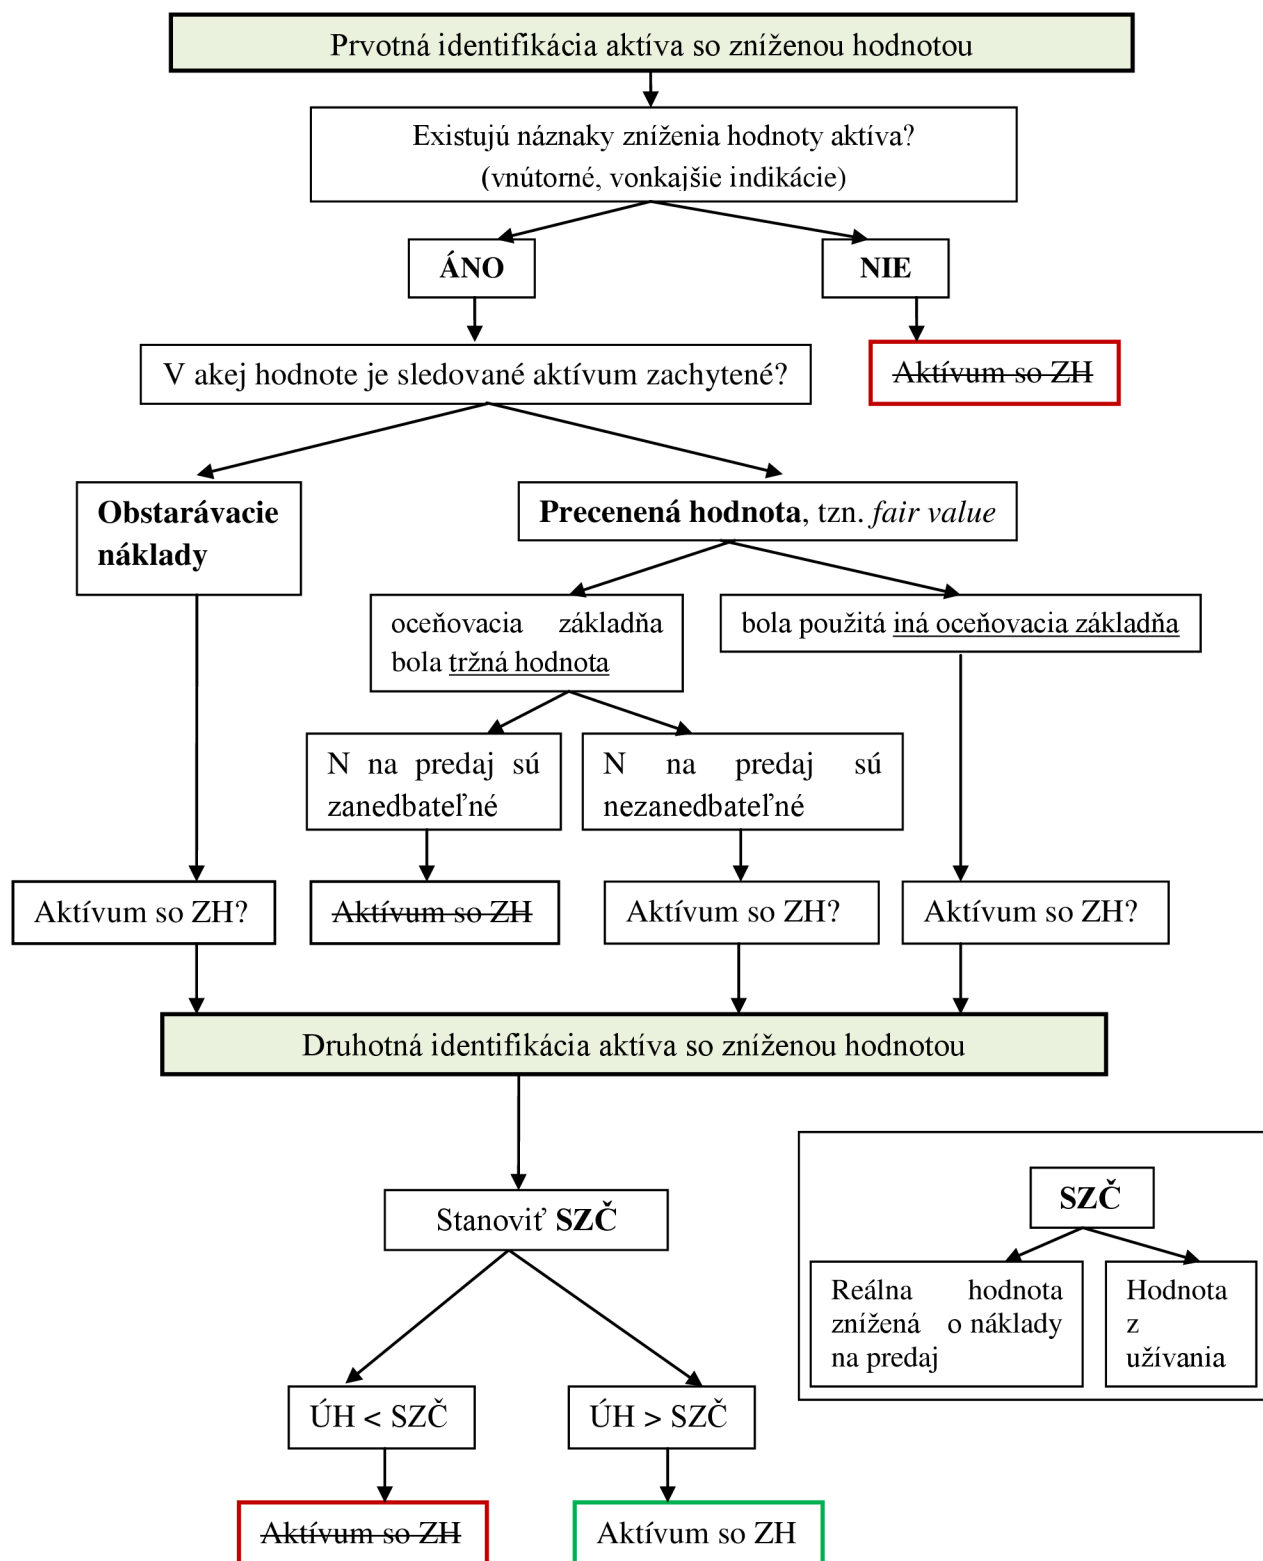 Prvotná identifikácia aktíva so zníženou hodnotou
Existujú náznaky zníženia hodnoty aktíva?
(vnútorné, vonkajšie indikácie)
ÁNO
NIE
V akej hodnote je sledované aktívum zachytené?
Aktívum so ZH
Obstarávacie
náklady
Precenená hodnota, tzn. fair value
oceňovacia základňa
bola tržná hodnota
bola použitá iná oceňovacia základňa
N na predaj sú
zanedbateľné
N na predaj sú
nezanedbateľné
Aktívum so ZH?
Aktívum so ZH
Aktívum so ZH?
Aktívum so ZH?
Druhotná identifikácia aktíva so zníženou hodnotou
Stanoviť SZČ
SZČ
Reálna hodnota
znížená o náklady
na predaj
Hodnota
z
užívania
ÚH < SZČ
ÚH > SZČ
Aktívum so ZH
Aktívum so ZH